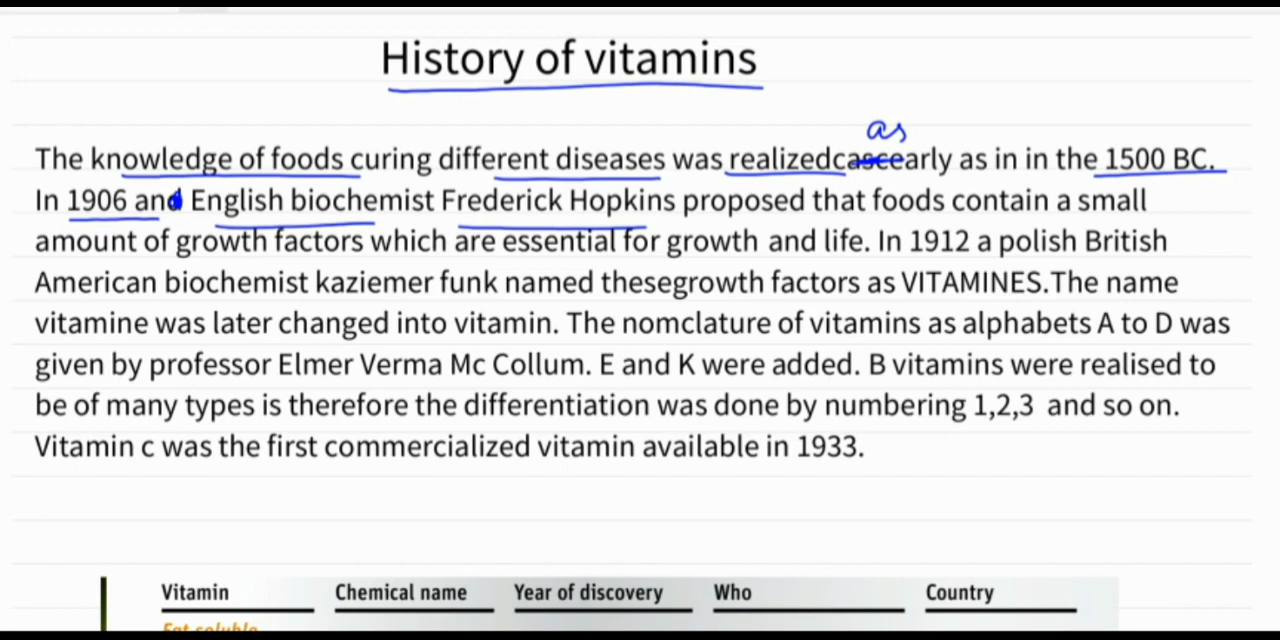 History of vitamins
as
The knowledge of foods curing different diseases was realizedcascearly as in in the 1500 BC.
In 1906 and English biochemist Frederick Hopkins proposed that foods contain a small
amount of growth factors which are essential for growth and life. In 1912 a polish British
American biochemist kaziemer funk named thesegrowth factors as VITAMINES.The name
vitamine was later changed into vitamin. The nomclature of vitamins as alphabets A to D was
given by professor Elmer Verma Mc Collum. E and K were added. B vitamins were realised to
be of many types is therefore the differentiation was done by numbering 1,2,3 and so on.
Vitamin c was the first commercialized vitamin available in 1933.
Vitamin Chemical name Year of discovery Who Country
Fat-soluble